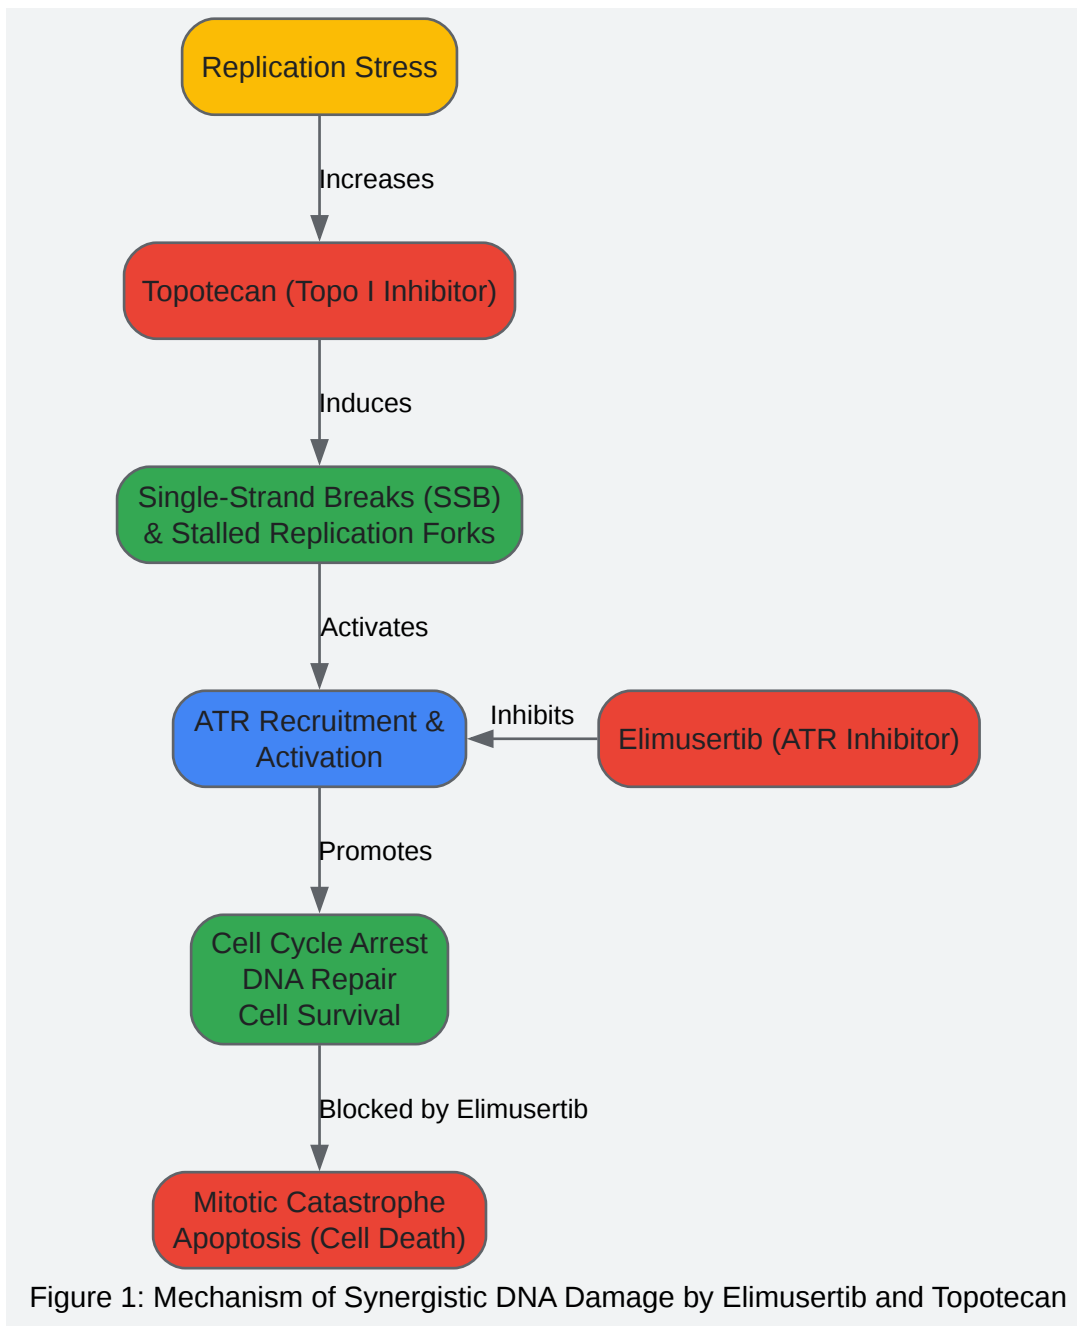 Replication Stress
Increases
Topotecan (Topo I Inhibitor)
Induces
Single-Strand Breaks (SSB)
& Stalled Replication Forks
Activates
ATR Recruitment &
Activation
Inhibits
Elimusertib (ATR Inhibitor)
Promotes
Cell Cycle Arrest
DNA Repair
Cell Survival
Blocked by Elimusertib
Mitotic Catastrophe
Apoptosis (Cell Death)
Figure 1: Mechanism of Synergistic DNA Damage by Elimusertib and Topotecan